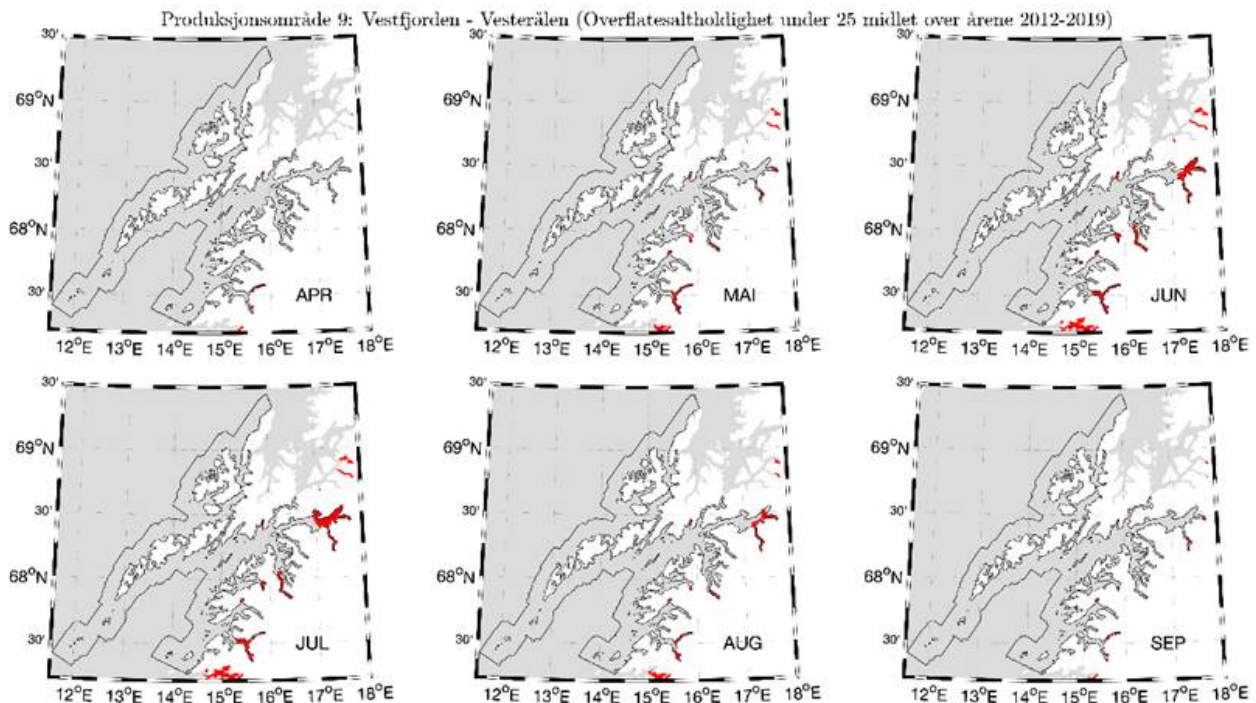 Produksjonsområde 9: Vestfjorden - Vesterålen (Overflatesaltholdighet under 25 midlet over årene 2012-2019)
30' 30' 30'
69°N 69°N 69°N
30' 30' 30'
68°N 68°N 68°N
30' APR 30' MAI 30' JUN
12°E 13°E 14°E 15°E 16°E 17°E 18°E 12°E 13°E 14°E 15°E 16°E 17°E 18°E 12°E 13°E 14°E 15°E 16°E 17°E 18°E
30' 30' 30'
69°N 69°N 69°N
30' 30' 30'
68°N 68°N 68°N
30' JUL 30' AUG 30' SEP
12°E 13°E 14°E 15°E 16°E 17°E 18°E 12°E 13°E 14°E 15°E 16°E 17°E 18°E 12°E 13°E 14°E 15°E 16°E 17°E 18°E